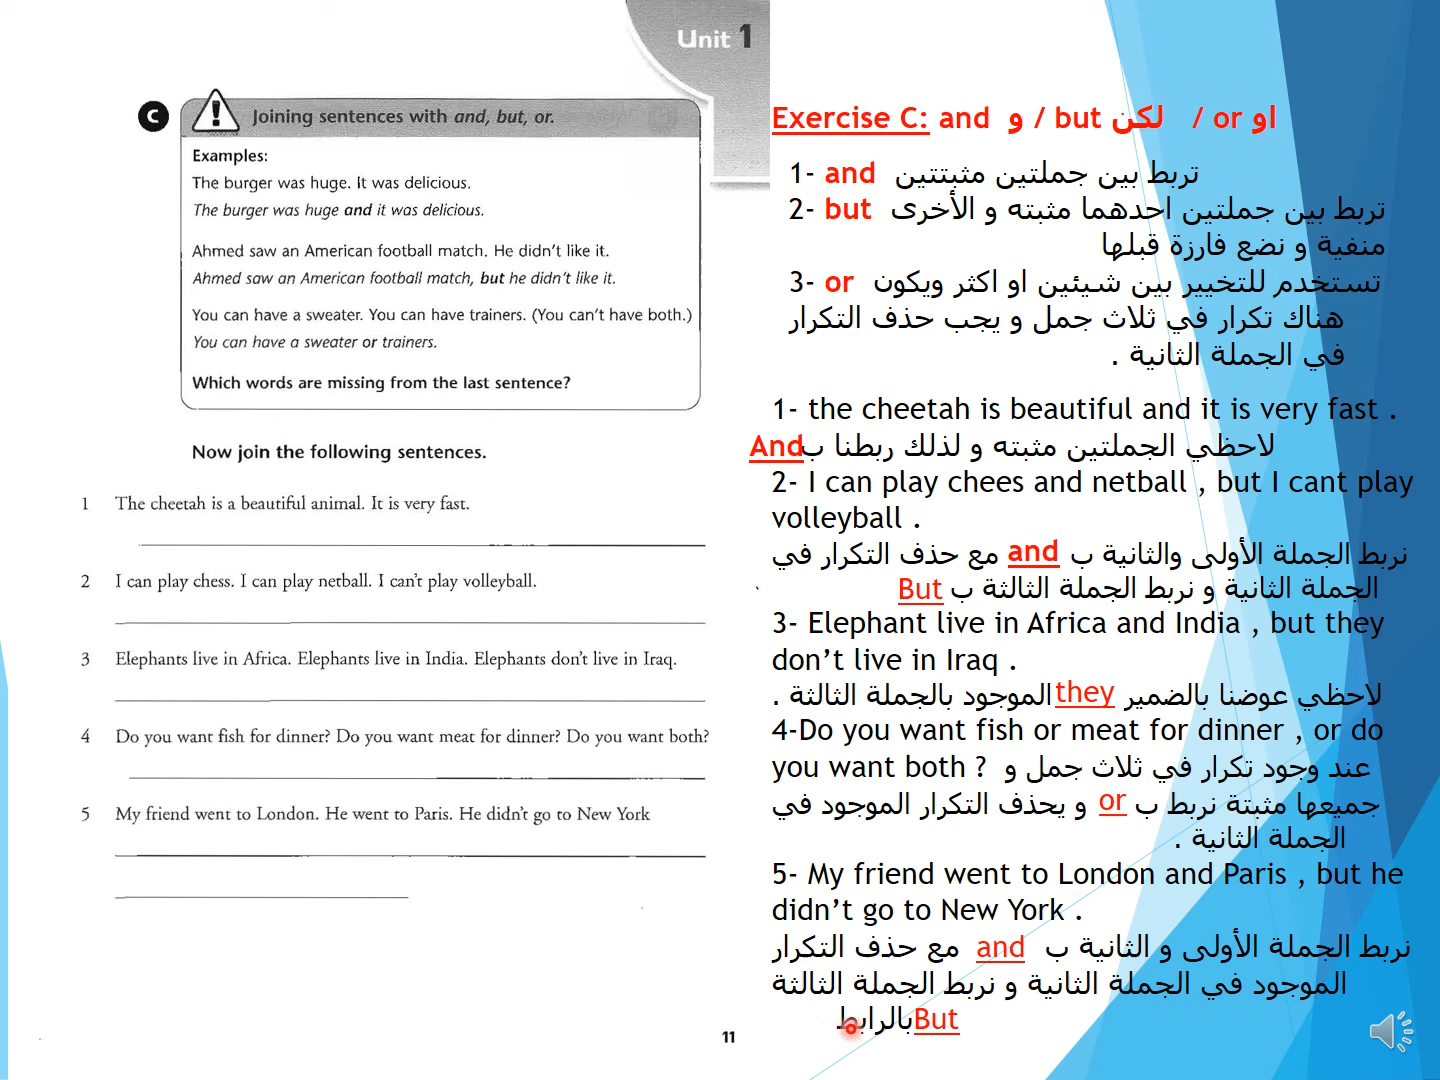 Unit 1
C
Joining sentences with and, but, or.
Examples:
The burger was huge. It was delicious.
The burger was huge and it was delicious.
Ahmed saw an American football match. He didn't like it.
Ahmed saw an American football match, but he didn't like it.
You can have a sweater. You can have trainers. (You can't have both.)
You can have a sweater or trainers.
Which words are missing from the last sentence?
Now join the following sentences.
1 The cheetah is a beautiful animal. It is very fast.
2 I can play chess. I can play netball. I can't play volleyball.
3 Elephants live in Africa. Elephants live in India. Elephants don't live in Iraq.
4 Do you want fish for dinner? Do you want meat for dinner? Do you want both?
5 My friend went to London. He went to Paris. He didn't go to New York
11
Exercise C: and و / but لكن / or او
1- and تربط بين جملتين مثبتتين
2- but تربط بين جملتين احدهما مثبته و الأخرى
منفية و نضع فارزة قبلها
3- or تستخدم للتخيير بين شيئين او اكثر ويكون
هناك تكرار في ثلاث جمل و يجب حذف التكرار
في الجملة الثانية .
1- the cheetah is beautiful and it is very fast .
لاحظي الجملتين مثبته و لذلك ربطنا ب And
2- I can play chees and netball , but I cant play
volleyball .
نربط الجملة الأولى والثانية ب and مع حذف التكرار في
الجملة الثانية و نربط الجملة الثالثة ب But
3- Elephant live in Africa and India , but they
don't live in Iraq .
لاحظي عوضنا بالضمير they الموجود بالجملة الثالثة .
4-Do you want fish or meat for dinner , or do
you want both ? عند وجود تكرار في ثلاث جمل و
جميعها مثبتة نربط ب or و يحذف التكرار الموجود في
الجملة الثانية .
5- My friend went to London and Paris , but he
didn't go to New York .
نربط الجملة الأولى و الثانية ب and مع حذف التكرار
الموجود في الجملة الثانية و نربط الجملة الثالثة
بالرابط But